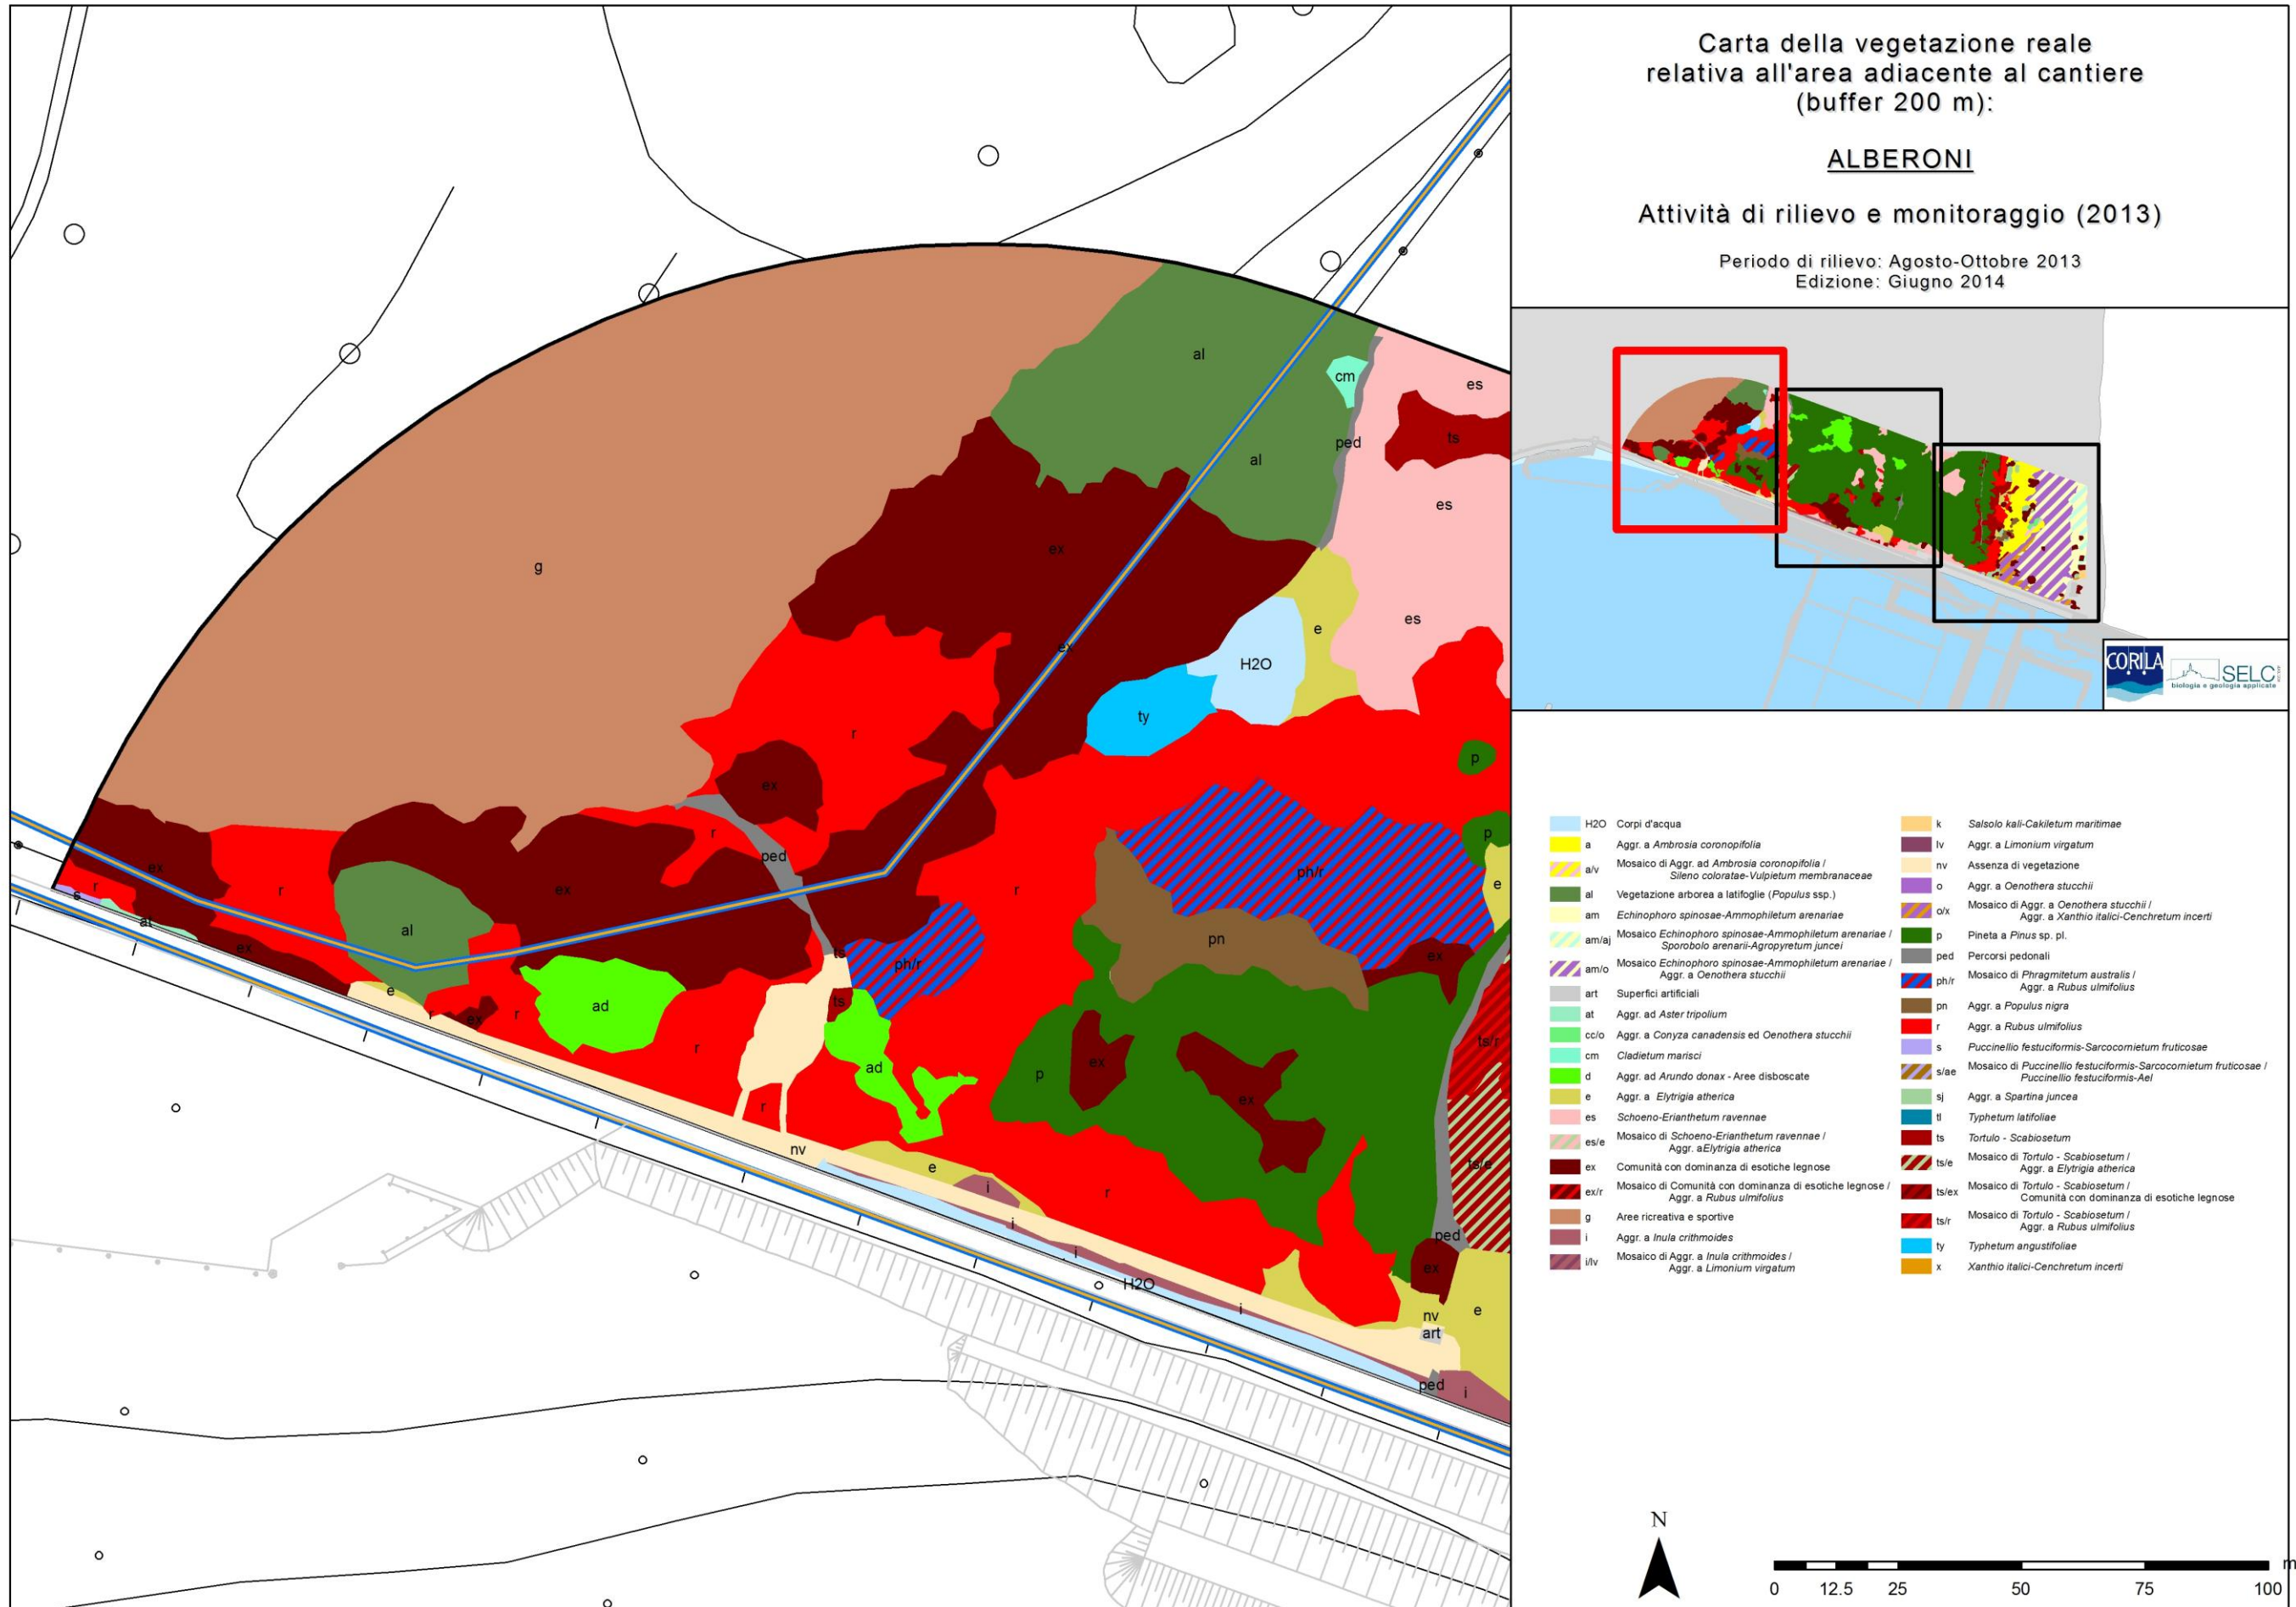 Carta della vegetazione reale
relativa all'area adiacente al cantiere
(buffer 200 m):
ALBERONI
Attività di rilievo e monitoraggio (2013)
Periodo di rilievo: Agosto-Ottobre 2013
Edizione: Giugno 2014
CORILA
SELC
biologia e geologia applicate
al
cm
es
ped
ts
al
es
ex
g
es
e
ex
H2O
ty
r
p
ex
r
p
ped
ex
ph/r
e
r
ex
r
r
s
at
al
pn
ex
ts
ph/r
ex
e
ts
ad
r
ex
r
r
ts/r
ad
p
ex
ex
r
nv
e
ts/e
i
r
i
i
ped
ex
H2O
i
nv
e
art
ped
i
H2O Corpi d'acqua
a Aggr. a Ambrosia coronopifolia
a/v Mosaico di Aggr. ad Ambrosia coronopifolia /
Sileno coloratae-Vulpietum membranaceae
al Vegetazione arborea a latifoglie (Populus ssp.)
am Echinophoro spinosae-Ammophiletum arenariae
am/aj Mosaico Echinophoro spinosae-Ammophiletum arenariae /
Sporobolo arenarii-Agropyretum juncei
am/o Mosaico Echinophoro spinosae-Ammophiletum arenariae /
Aggr. a Oenothera stucchii
art Superfici artificiali
at Aggr. ad Aster tripolium
cc/o Aggr. a Conyza canadensis ed Oenothera stucchii
cm Cladietum marisci
d Aggr. ad Arundo donax - Aree disboscate
e Aggr. a Elytrigia atherica
es Schoeno-Erianthetum ravennae
es/e Mosaico di Schoeno-Erianthetum ravennae /
Aggr. aElytrigia atherica
ex Comunità con dominanza di esotiche legnose
ex/r Mosaico di Comunità con dominanza di esotiche legnose /
Aggr. a Rubus ulmifolius
g Aree ricreativa e sportive
i Aggr. a Inula crithmoides
i/lv Mosaico di Aggr. a Inula crithmoides /
Aggr. a Limonium virgatum
k Salsolo kali-Cakiletum maritimae
lv Aggr. a Limonium virgatum
nv Assenza di vegetazione
o Aggr. a Oenothera stucchii
o/x Mosaico di Aggr. a Oenothera stucchii /
Aggr. a Xanthio italici-Cenchretum incerti
p Pineta a Pinus sp. pl.
ped Percorsi pedonali
ph/r Mosaico di Phragmitetum australis /
Aggr. a Rubus ulmifolius
pn Aggr. a Populus nigra
r Aggr. a Rubus ulmifolius
s Puccinellio festuciformis-Sarcocornietum fruticosae
s/ae Mosaico di Puccinellio festuciformis-Sarcocornietum fruticosae /
Puccinellio festuciformis-Ael
sj Aggr. a Spartina juncea
tl Typhetum latifoliae
ts Tortulo - Scabiosetum
ts/e Mosaico di Tortulo - Scabiosetum /
Aggr. a Elytrigia atherica
ts/ex Mosaico di Tortulo - Scabiosetum /
Comunità con dominanza di esotiche legnose
ts/r Mosaico di Tortulo - Scabiosetum /
Aggr. a Rubus ulmifolius
ty Typhetum angustifoliae
x Xanthio italici-Cenchretum incerti
N
m
0 12.5 25 50 75 100